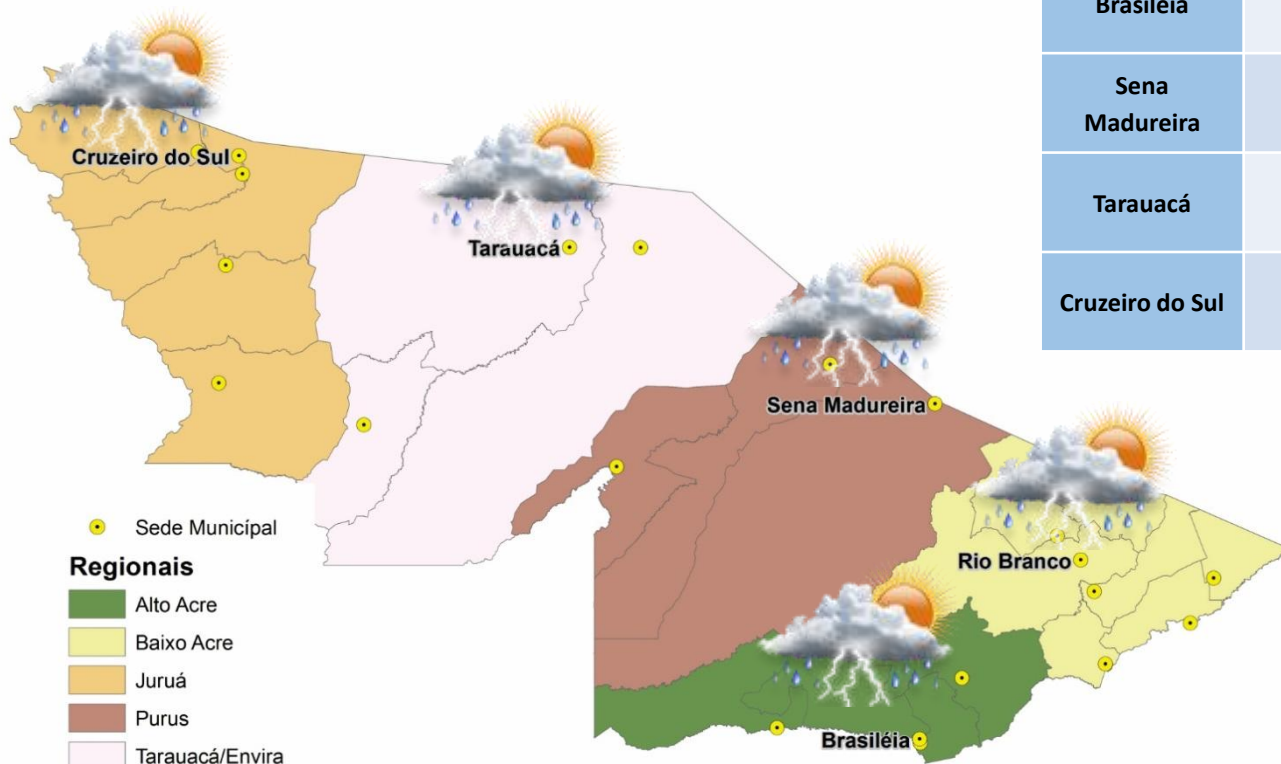 Brasiléia
Sena
Madureira
Tarauacá
Cruzeiro do Sul
Cruzeiro do Sul
Tarauacá
Sena Madureira
Rio Branco
Brasiléia
Sede Municípal
Regionais
Alto Acre
Baixo Acre
Juruá
Purus
Tarauacá/Envira